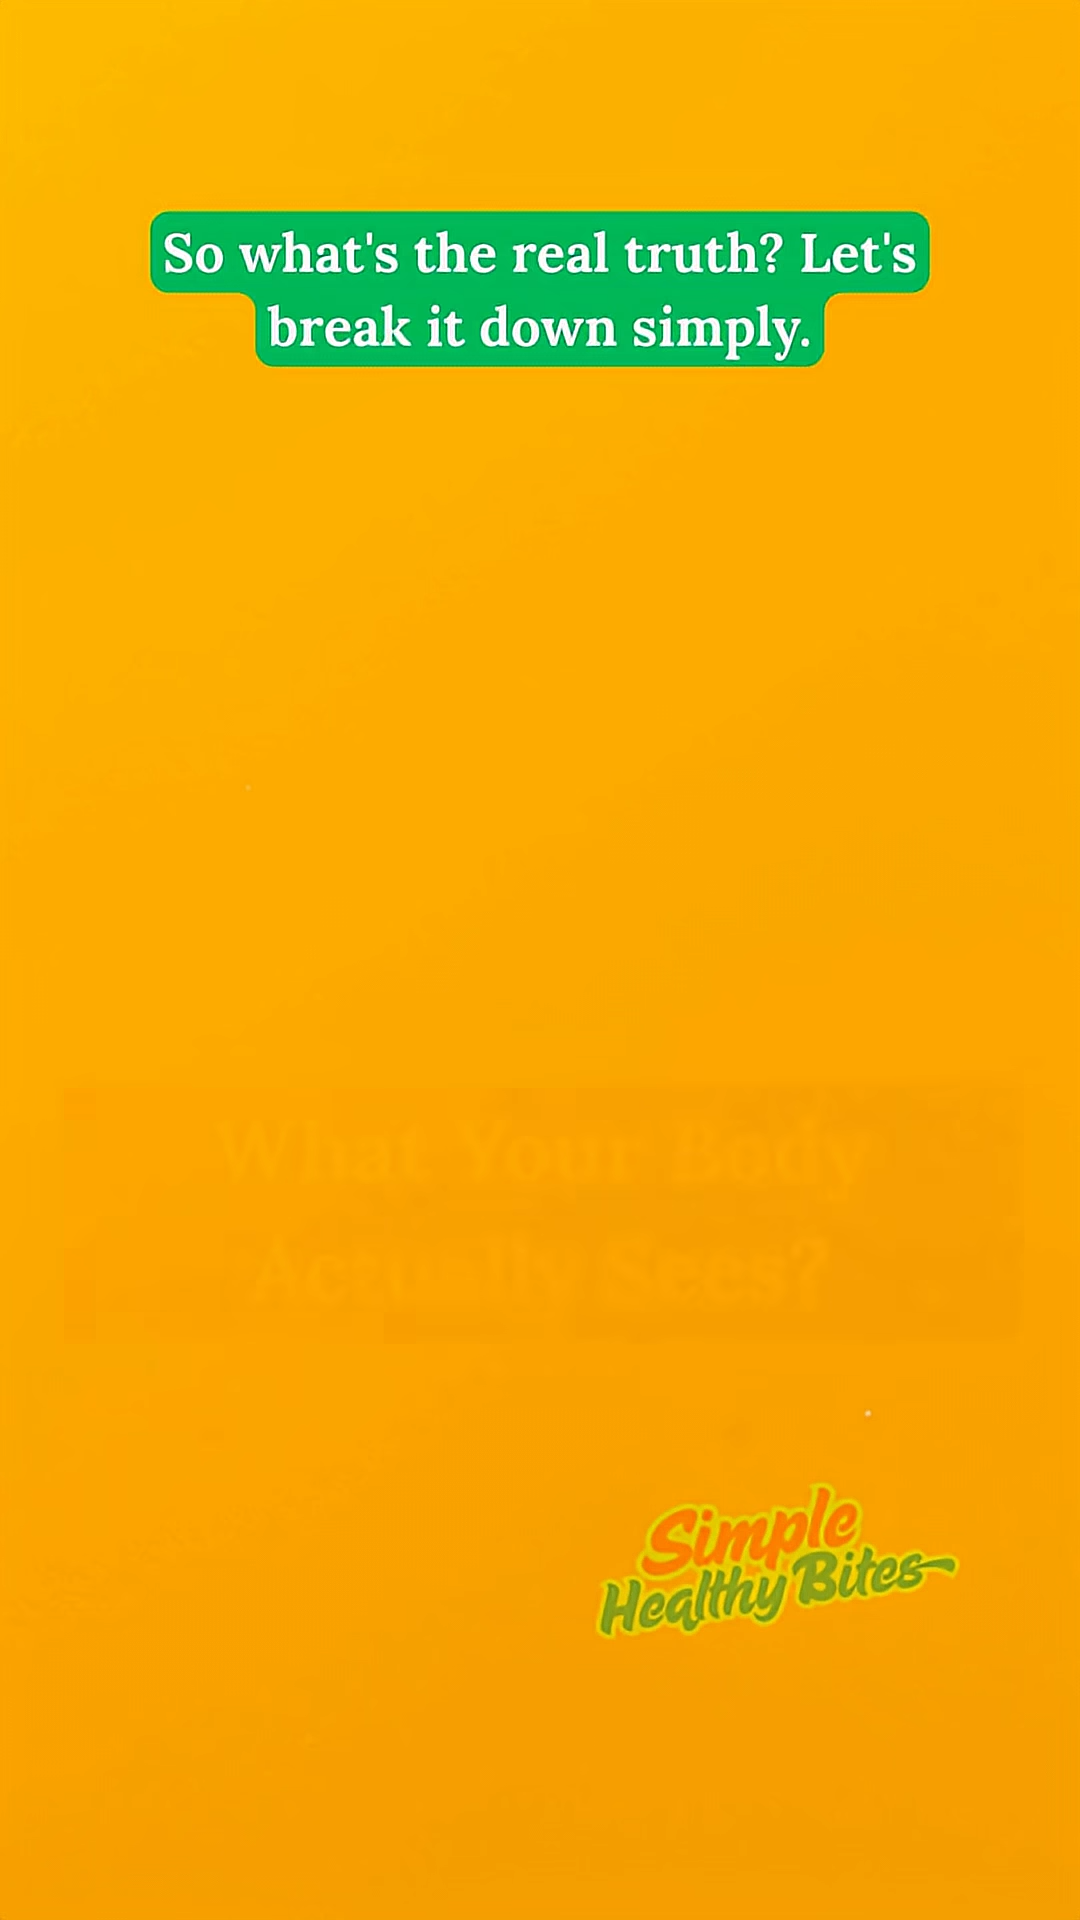 So what's the real truth? Let's
break it down simply.
What Your Body
Actually Sees?
Simple
Healthy Bites